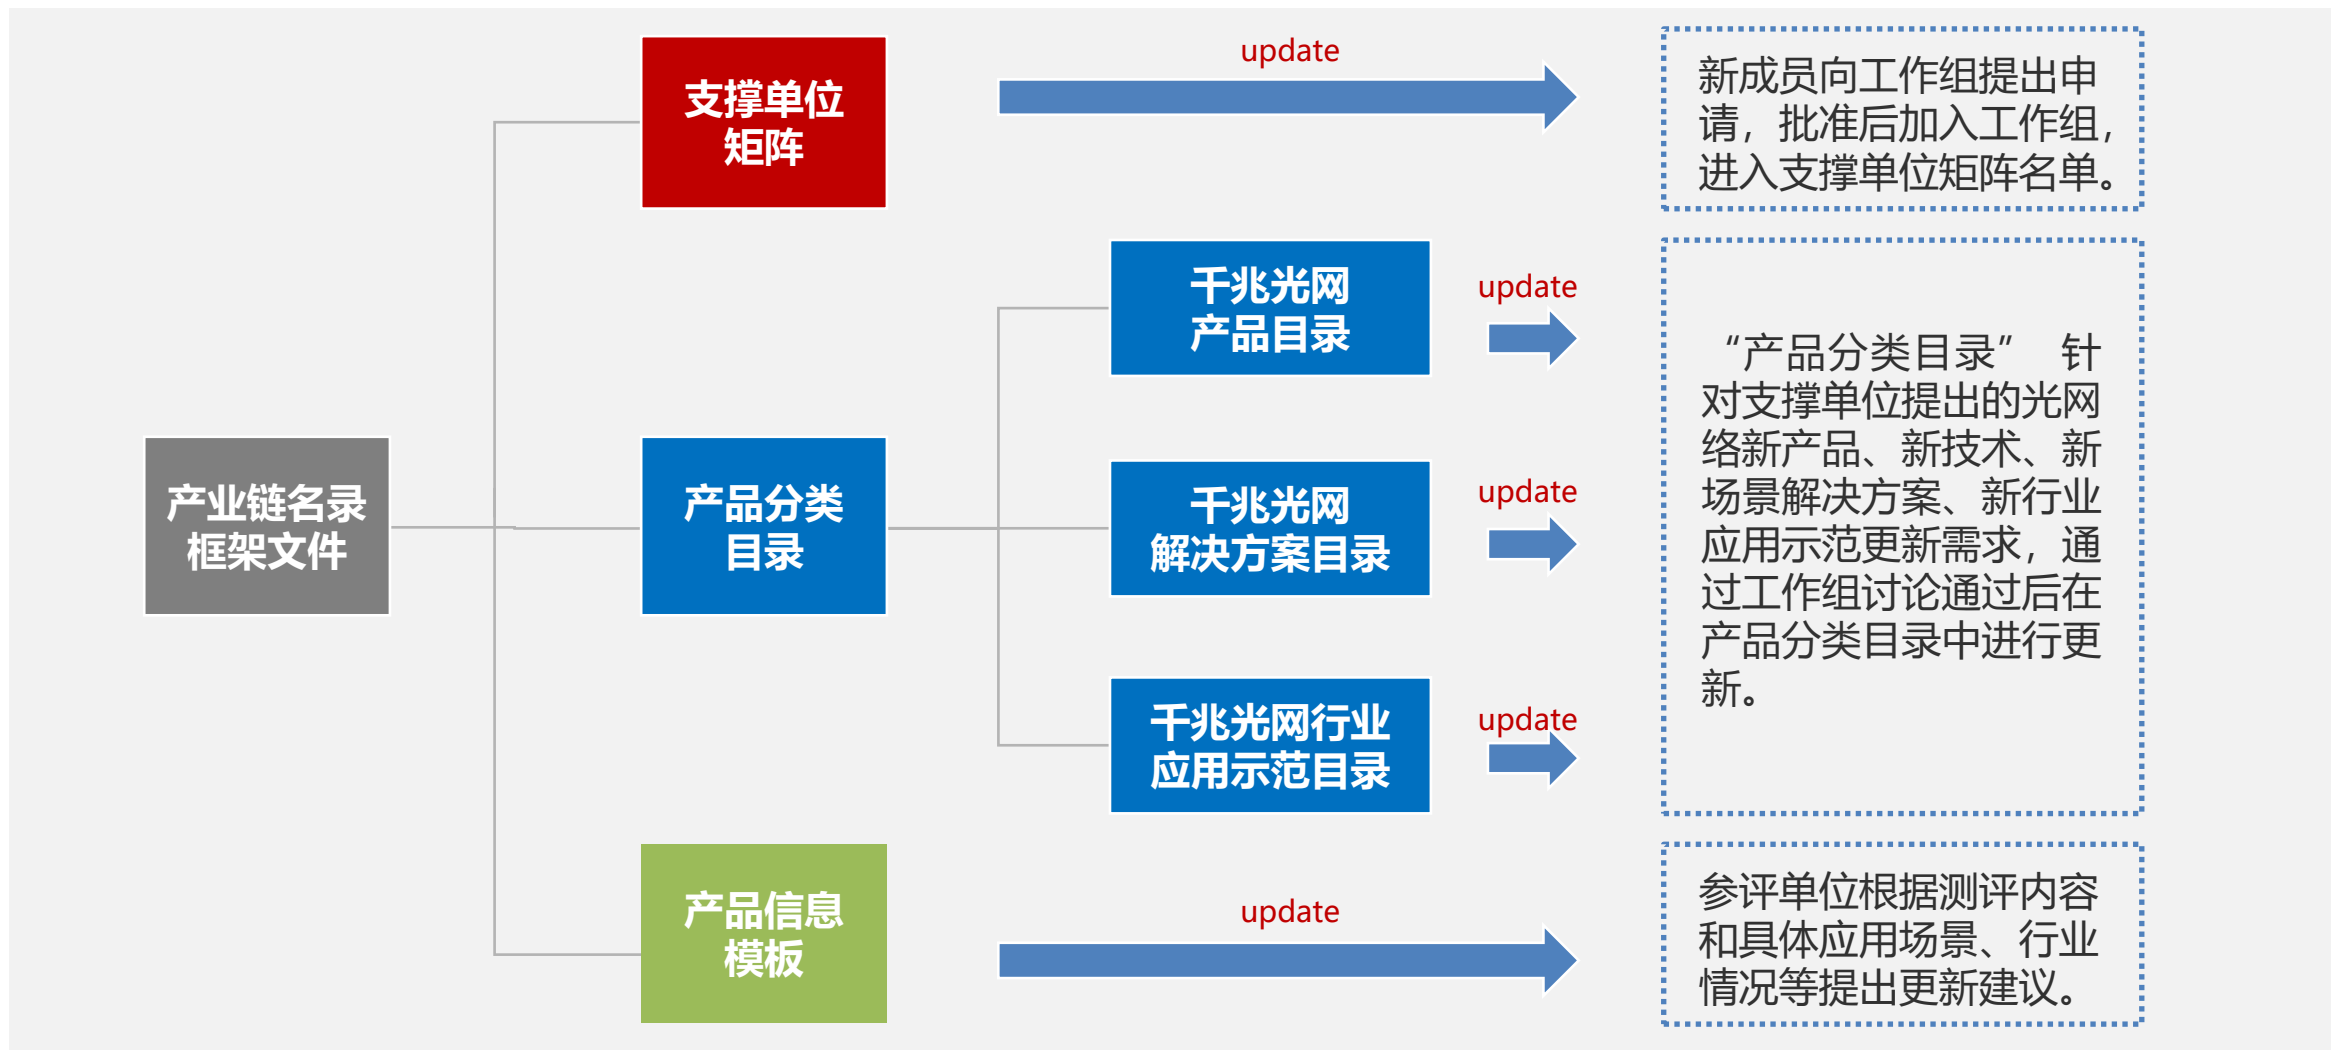 支撑单位
矩阵
update
新成员向工作组提出申
请，批准后加入工作组，
进入支撑单位矩阵名单。
产业链名录
框架文件
产品分类
目录
千兆光网
产品目录
update
千兆光网
解决方案目录
update
千兆光网行业
应用示范目录
update
“产品分类目录” 针
对支撑单位提出的光网
络新产品、新技术、新
场景解决方案、新行业
应用示范更新需求，通
过工作组讨论通过后在
产品分类目录中进行更
新。
产品信息
模板
update
参评单位根据测评内容
和具体应用场景、行业
情况等提出更新建议。